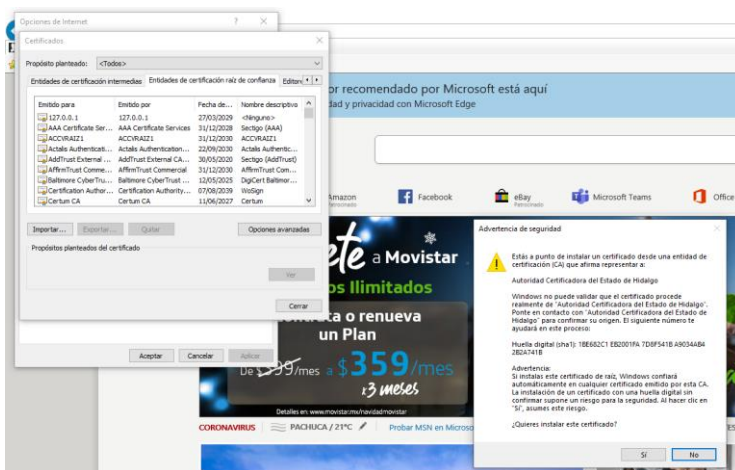 Opciones de Internet
Certificados
Propósito planteado: <Todos>
Entidades de certificación intermedias Entidades de certificación raíz de confianza Editore
Emitido para Emitido por Fecha de... Nombre descriptivo
127.0.0.1 127.0.0.1 27/03/2029 <Ninguno>
AAA Certificate Ser... AAA Certificate Services 31/12/2028 Sectigo (AAA)
ACCVRAIZ1 ACCVRAIZ1 31/12/2030 ACCVRAIZ1
Actalis Authenticati... Actalis Authenticati... 22/09/2030 Actalis Authentic...
AddTrust External ... AddTrust External CA... 30/05/2020 Sectigo (AddTrust)
AffirmTrust Comme... AffirmTrust Commercial 31/12/2030 AffirmTrust Com...
Baltimore CyberTru... Baltimore CyberTrust ... 12/05/2025 DigiCert Baltimor...
Certification Author... Certification Authority... 07/08/2039 WoSign
Certum CA Certum CA 11/06/2027 Certum
Importar... Exportar... Quitar Opciones avanzadas
Propósitos planteados del certificado
Ver
Cerrar
Aceptar Cancelar Aplicar
or recomendado por Microsoft está aquí
dad y privacidad con Microsoft Edge
Amazon Facebook eBay Microsoft Teams Office
Patrocinado Patrocinado
ete a Movistar
os Ilimitados
ta o renueva
un Plan
De $399/mes a $359/mes
x3 meses
Detalles en: www.movistar.mx/navidadmovistar
CORONAVIRUS PACHUCA / 21°C Probar MSN en Microso
Advertencia de seguridad
Estás a punto de instalar un certificado desde una entidad de
certificación (CA) que afirma representar a:
Autoridad Certificadora del Estado de Hidalgo
Windows no puede validar que el certificado procede
realmente de "Autoridad Certificadora del Estado de Hidalgo".
Ponte en contacto con "Autoridad Certificadora del Estado de
Hidalgo" para confirmar su origen. El siguiente número te
ayudará en este proceso:
Huella digital (sha1): 1BE682C1 EB2001FA 7D8F541B A9034AB4
2B2A741B
Advertencia:
Si instalas este certificado de raíz, Windows confiará
automáticamente en cualquier certificado emitido por esta CA.
La instalación de un certificado con una huella digital sin
confirmar supone un riesgo para la seguridad. Al hacer clic en
"Sí", asumes este riesgo.
¿Quieres instalar este certificado?
Sí No